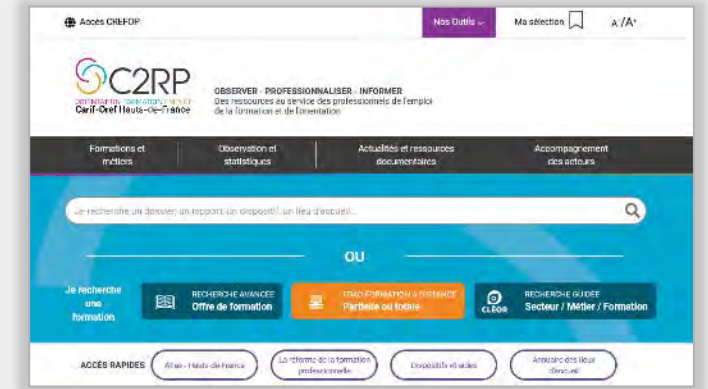 Accès CREFOP
Nos Outils
Ma sélection
A⁻/A⁺
C2RP
ORIENTATION FORMATION EMPLOI
Carif-Oref Hauts-de-France
OBSERVER - PROFESSIONNALISER - INFORMER
Des ressources au service des professionnels de l'emploi
de la formation et de l'orientation
Formations et
métiers
Observation et
statistiques
Actualités et ressources
documentaires
Accompagnement
des acteurs
Je recherche un dossier, un rapport, un dispositif, un lieu d'accueil...
OU
Je recherche
une
formation
RECHERCHE AVANCÉE
Offre de formation
FORMATION A DISTANCE
Partielle ou totale
CLÉOR
RECHERCHE GUIDÉE
Secteur / Métier / Formation
ACCÈS RAPIDES
Hauts-de-France
La réforme de la formation
professionnelle
Dispositifs et aides
Annuaire des lieux
d'accueil